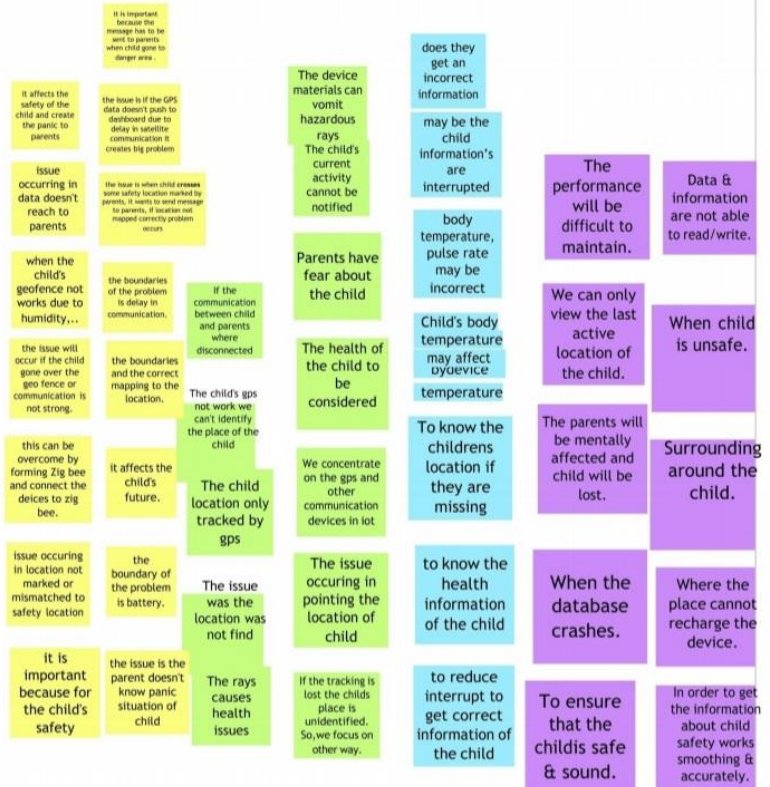 it is important
because the
message has to be
sent to parents
when child gone to
danger area .
it affects the
safety of the
child and create
the panic to
parents
the issue is if the GPS
data doesn't push to
dashboard due to
delay in satellite
communication it
creates big problem
issue
occurring in
data doesn't
reach to
parents
the issue is when child crosses
some safety location marked by
parents, it wants to send message
to parents, if location not
mapped correctly problem
occurs
when the
child's
geofence not
works due to
humidity,..
the boundaries
of the problem
is delay in
communication.
the issue will
occur if the child
gone over the
geo fence or
communication is
not strong.
the boundaries
and the correct
mapping to the
location.
this can be
overcome by
forming Zig bee
and connect the
deices to zig
bee.
it affects the
child's
future.
issue occuring
in location not
marked or
mismatched to
safety location
the
boundary of
the problem
is battery.
it is
important
because for
the child's
safety
the issue is the
parent doesn't
know panic
situation of
child
If the
communication
between child
and parents
where
disconnected
The child's gps
not work we
can't identify
the place of the
child
The child
location only
tracked by
gps
The issue
was the
location was
not find
The rays
causes
health
issues
The device
materials can
vomit
hazardous
rays
The child's
current
activity
cannot be
notified
Parents have
fear about
the child
The health of
the child to
be
considered
We concentrate
on the gps and
other
communication
devices in iot
The issue
occuring in
pointing the
location of
child
If the tracking is
lost the childs
place is
unidentified.
So,we focus on
other way.
does they
get an
incorrect
information
may be the
child
information's
are
interrupted
body
temperature,
pulse rate
may be
incorrect
Child's body
temperature
may affect
bydevice
temperature
To know the
childrens
location if
they are
missing
to know the
health
information
of the child
to reduce
interrupt to
get correct
information of
the child
The
performance
will be
difficult to
maintain.
Data &
information
are not able
to read/write.
We can only
view the last
active
location of
the child.
When child
is unsafe.
The parents will
be mentally
affected and
child will be
lost.
Surrounding
around the
child.
When the
database
crashes.
Where the
place cannot
recharge the
device.
To ensure
that the
childis safe
& sound.
In order to get
the information
about child
safety works
smoothing &
accurately.